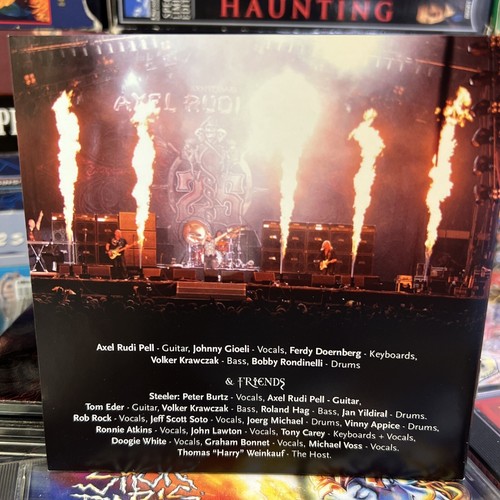 HAUNTING
AXEL RUDI
Axel Rudi Pell - Guitar, Johnny Gioeli - Vocals, Ferdy Doernberg - Keyboards,
Volker Krawczak - Bass, Bobby Rondinelli - Drums
& FRIENDS
Steeler: Peter Burtz - Vocals, Axel Rudi Pell - Guitar,
Tom Eder - Guitar, Volker Krawczak - Bass, Roland Hag - Bass, Jan Yildiral - Drums.
Rob Rock - Vocals, Jeff Scott Soto - Vocals, Joerg Michael - Drums, Vinny Appice - Drums,
Ronnie Atkins - Vocals, John Lawton - Vocals, Tony Carey - Keyboards + Vocals,
Doogie White - Vocals, Graham Bonnet - Vocals, Michael Voss - Vocals.
Thomas "Harry" Weinkauf - The Host.